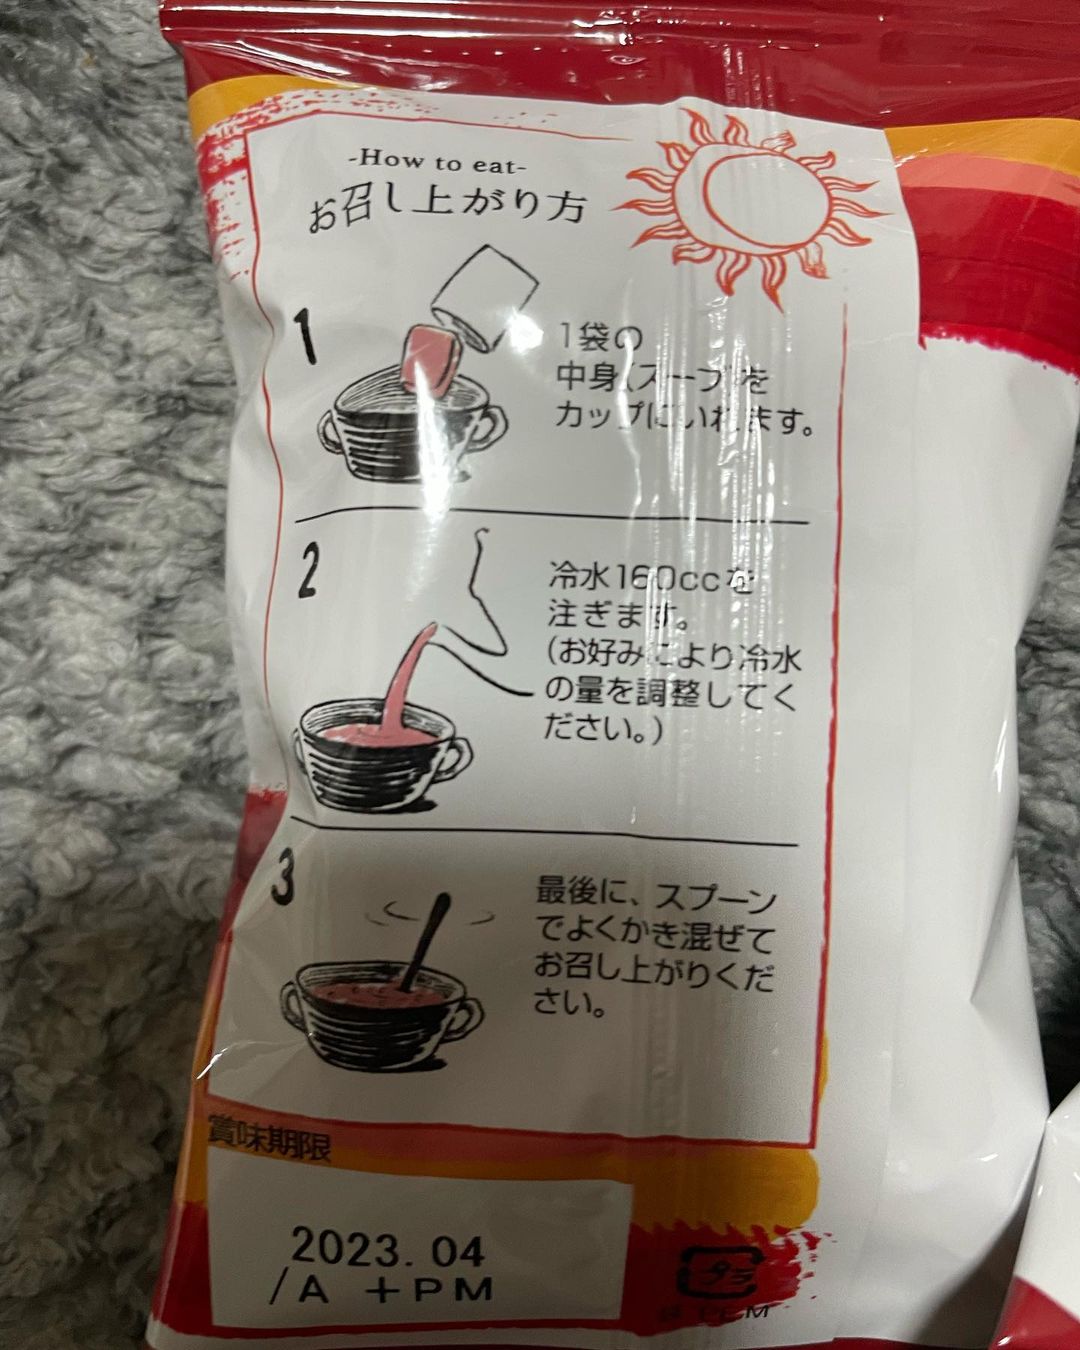 -How to eat-
お召し上がり方
1
1袋の
中身(スープ)を
カップにいれます。
2
冷水160ccを
注ぎます。
(お好みにより冷水
の量を調整してく
ださい。)
3
最後に、スプーン
でよくかき混ぜて
お召し上がりくだ
さい。
賞味期限
2023.04
/A +PM
プラ